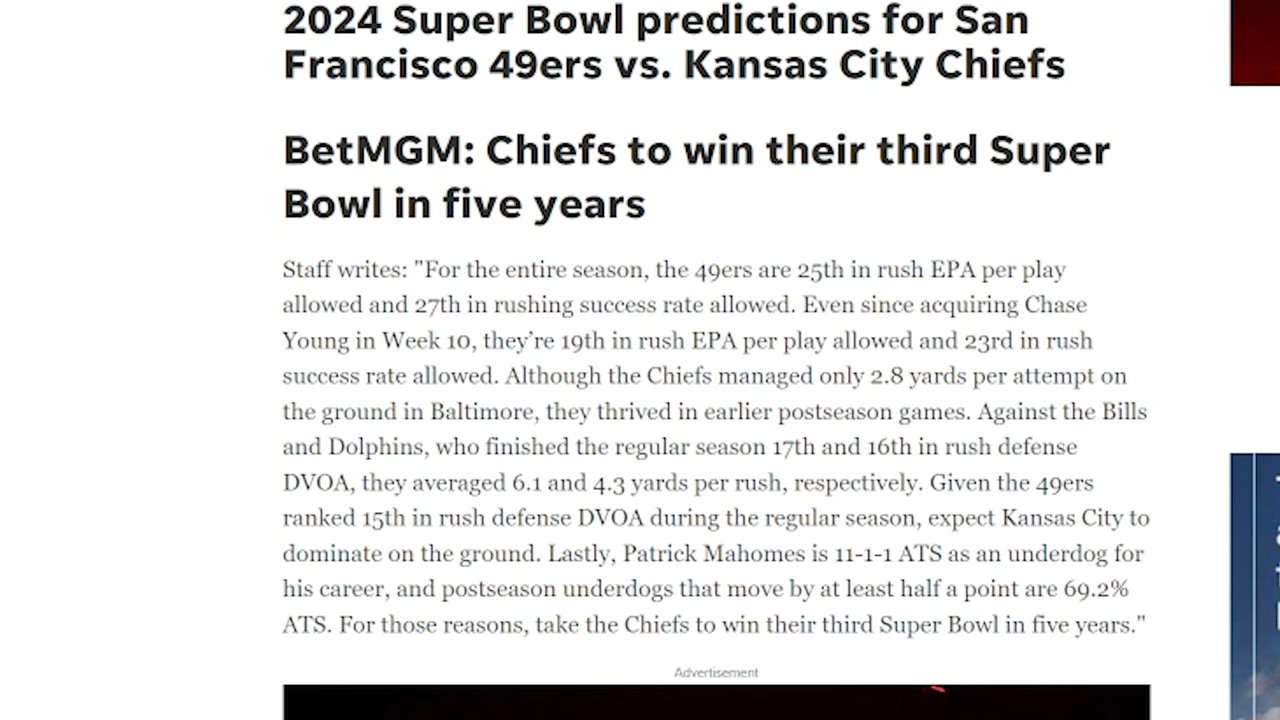 2024 Super Bowl predictions for San
Francisco 49ers vs. Kansas City Chiefs
BetMGM: Chiefs to win their third Super
Bowl in five years
Staff writes: "For the entire season, the 49ers are 25th in rush EPA per play
allowed and 27th in rushing success rate allowed. Even since acquiring Chase
Young in Week 10, they’re 19th in rush EPA per play allowed and 23rd in rush
success rate allowed. Although the Chiefs managed only 2.8 yards per attempt on
the ground in Baltimore, they thrived in earlier postseason games. Against the Bills
and Dolphins, who finished the regular season 17th and 16th in rush defense
DVOA, they averaged 6.1 and 4.3 yards per rush, respectively. Given the 49ers
ranked 15th in rush defense DVOA during the regular season, expect Kansas City to
dominate on the ground. Lastly, Patrick Mahomes is 11-1-1 ATS as an underdog for
his career, and postseason underdogs that move by at least half a point are 69.2%
ATS. For those reasons, take the Chiefs to win their third Super Bowl in five years."
Advertisement